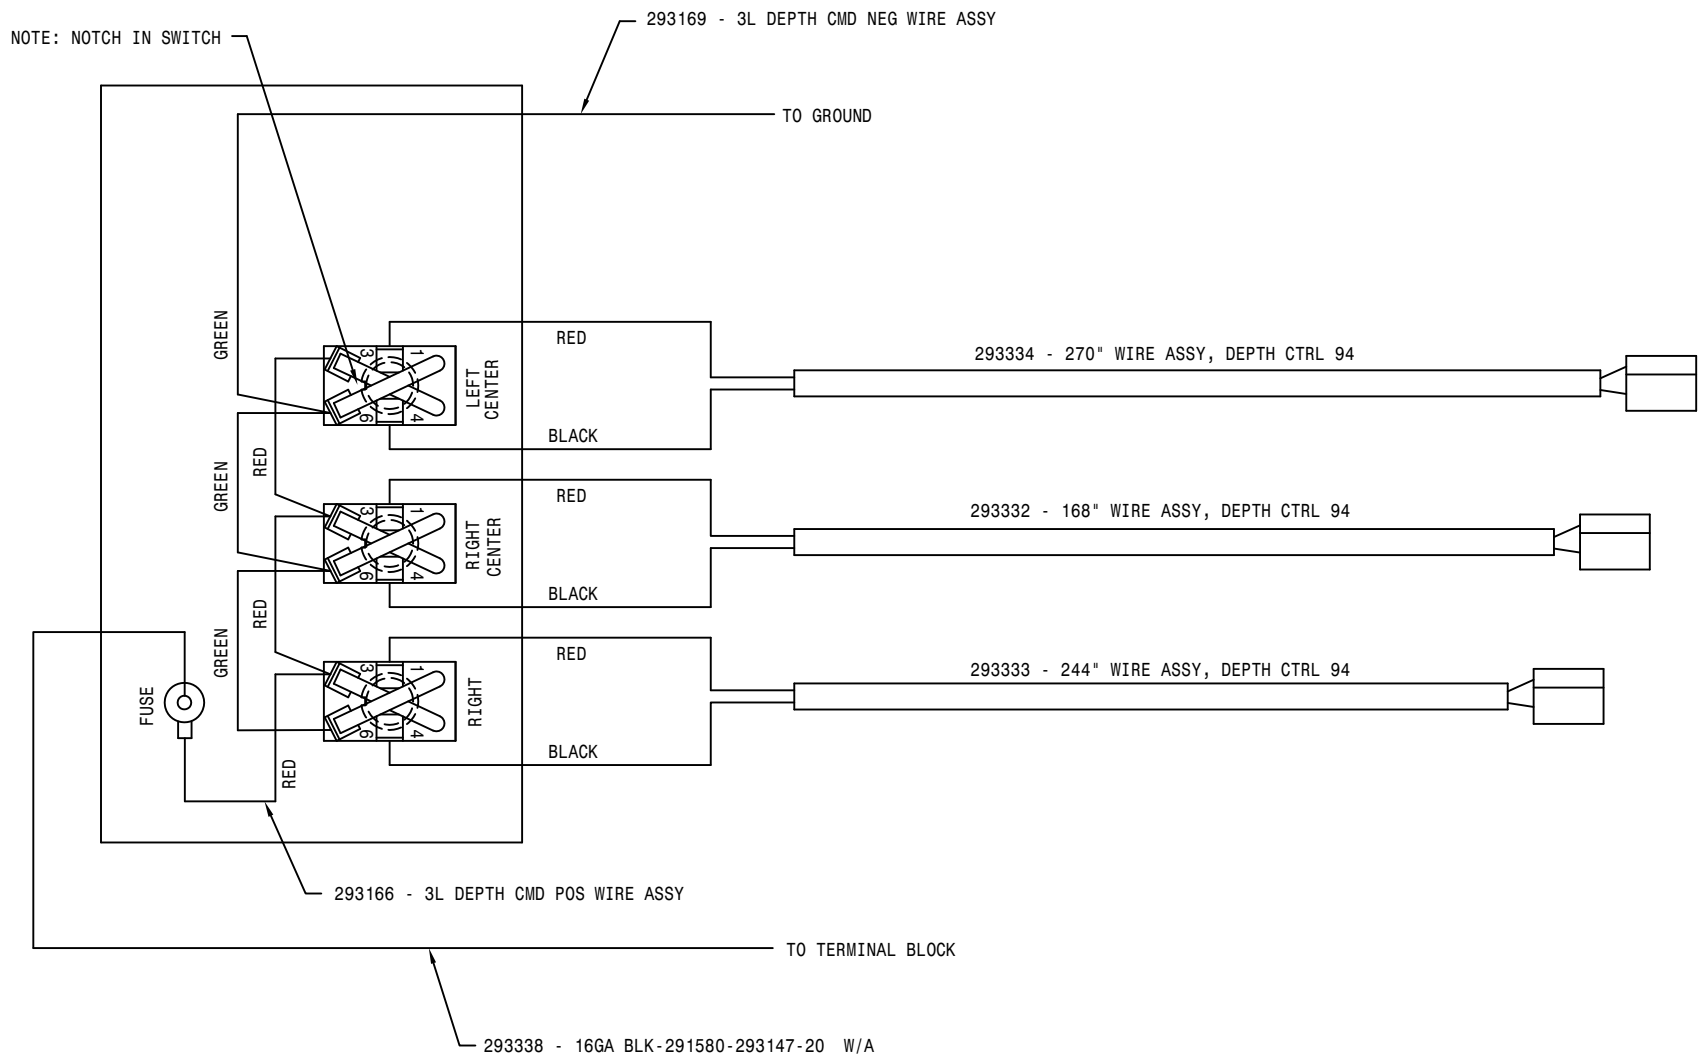 293169 - 3L DEPTH CMD NEG WIRE ASSY
NOTE: NOTCH IN SWITCH
TO GROUND
GREEN
3
1
6
4
LEFT
CENTER
RED
BLACK
293334 - 270" WIRE ASSY, DEPTH CTRL 94
RED
GREEN
3
1
6
4
RIGHT
CENTER
RED
BLACK
293332 - 168" WIRE ASSY, DEPTH CTRL 94
RED
GREEN
3
1
6
4
RIGHT
RED
BLACK
293333 - 244" WIRE ASSY, DEPTH CTRL 94
FUSE
RED
293166 - 3L DEPTH CMD POS WIRE ASSY
TO TERMINAL BLOCK
293338 - 16GA BLK-291580-293147-20 W/A